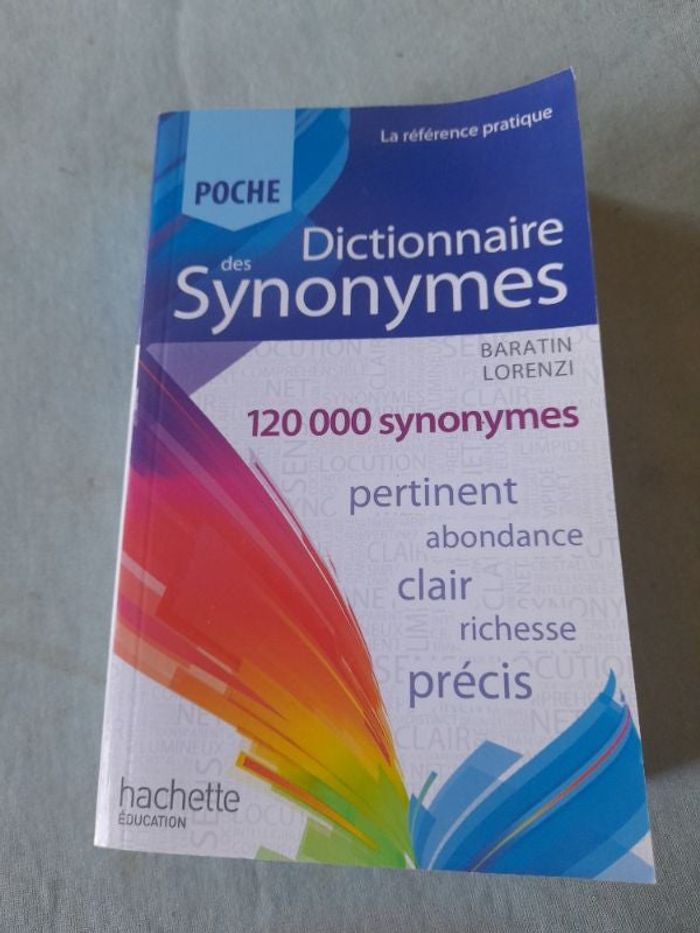 La référence pratique
POCHE
Dictionnaire
des
Synonymes
BARATIN
LORENZI
120 000 synonymes
pertinent
abondance
clair
richesse
précis
hachette
ÉDUCATION